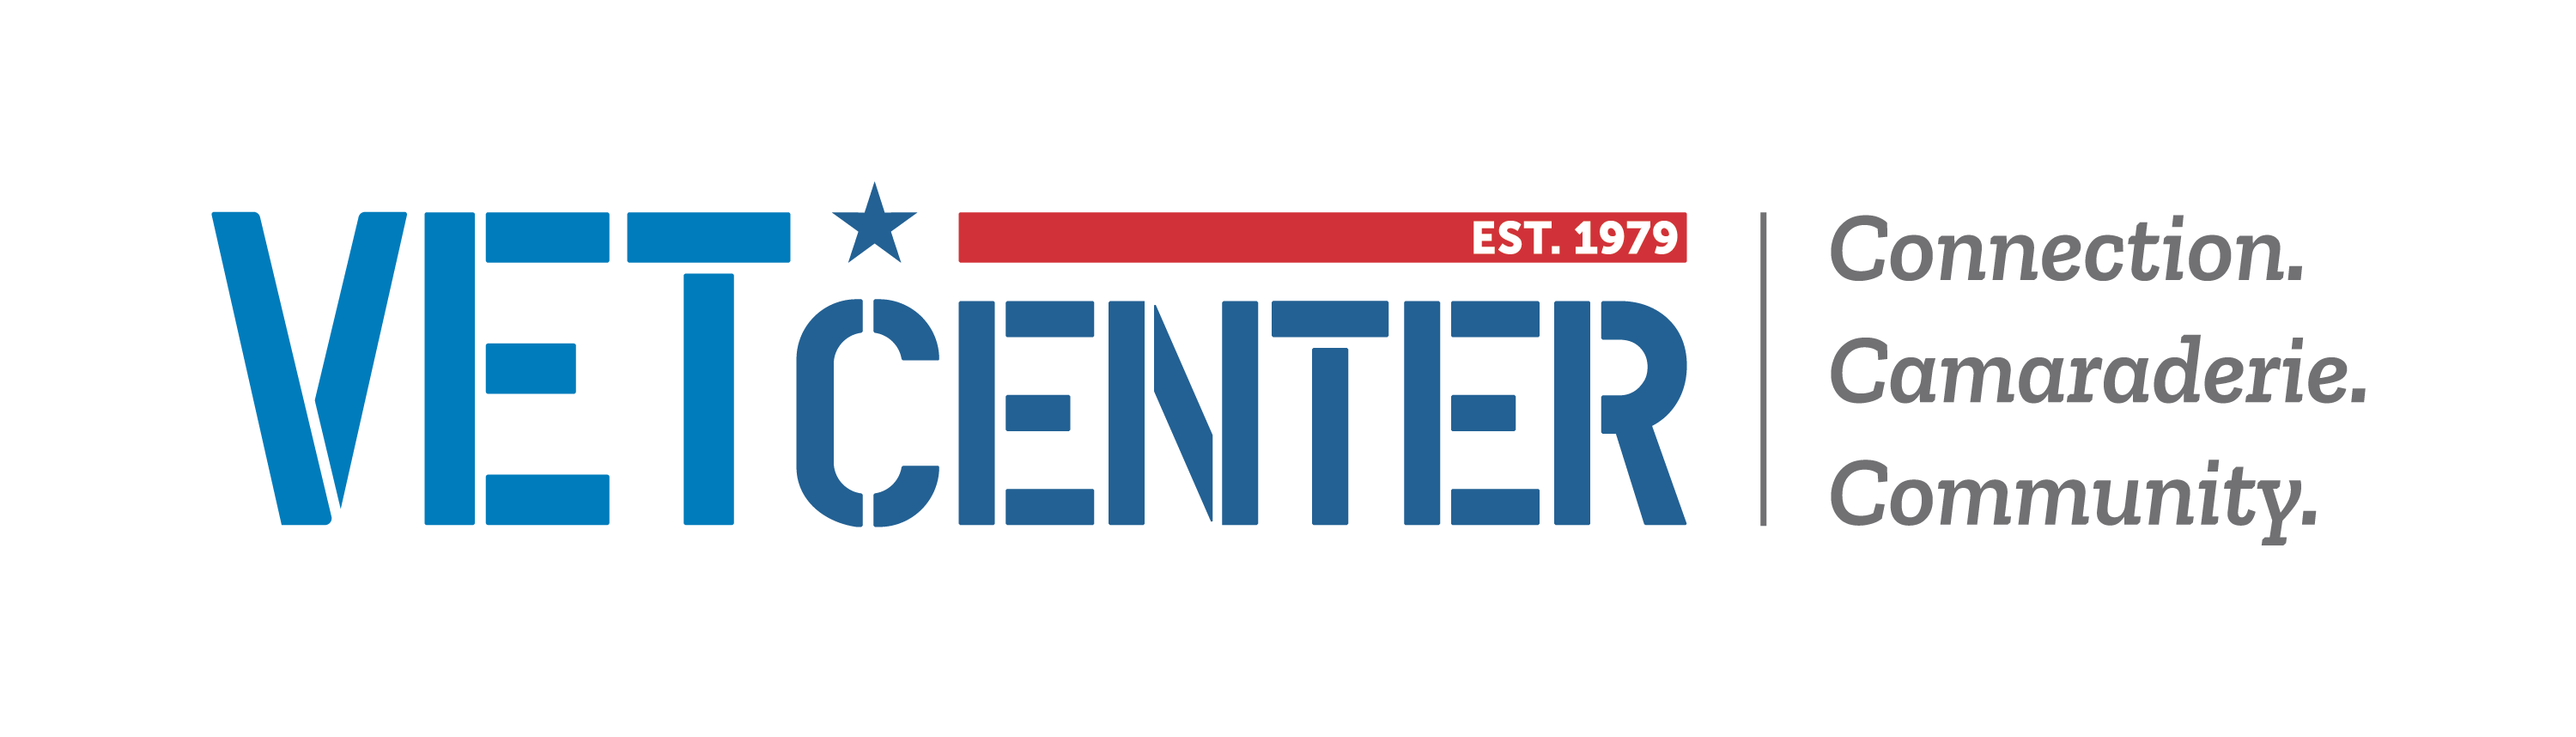 VET CENTER
EST. 1979
Connection.
Camaraderie.
Community.